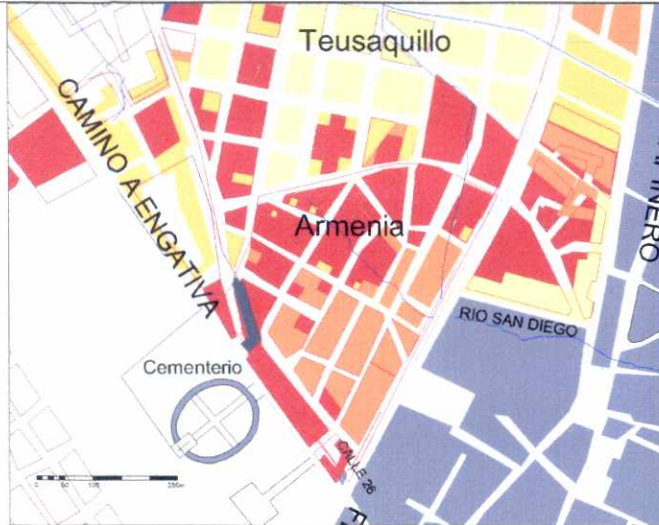 Teusaquillo
CAMINO A ENGATIVA
Armenia
RIO SAN DIEGO
Cementerio
CALLE 26